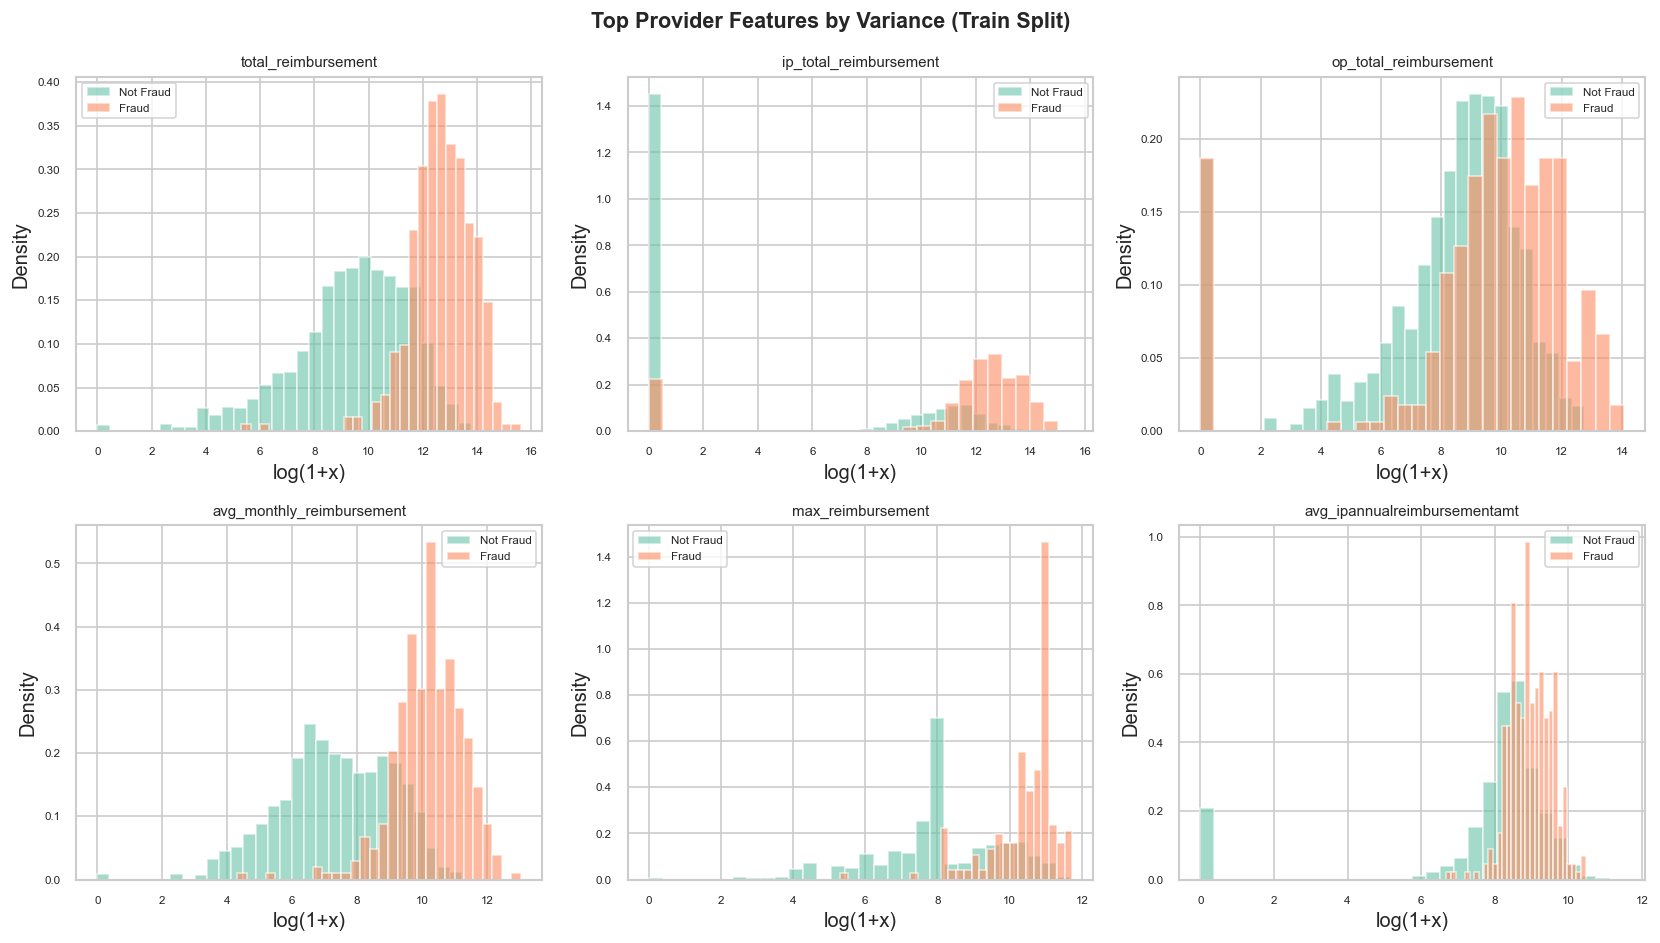 Top Provider Features by Variance (Train Split)
total_reimbursement
Not Fraud
Fraud
Density
0.40
0.35
0.30
0.25
0.20
0.15
0.10
0.05
0.00
0 2 4 6 8 10 12 14 16
log(1+x)
ip_total_reimbursement
Not Fraud
Fraud
Density
1.4
1.2
1.0
0.8
0.6
0.4
0.2
0.0
0 2 4 6 8 10 12 14 16
log(1+x)
op_total_reimbursement
Not Fraud
Fraud
Density
0.20
0.15
0.10
0.05
0.00
0 2 4 6 8 10 12 14
log(1+x)
avg_monthly_reimbursement
Not Fraud
Fraud
Density
0.5
0.4
0.3
0.2
0.1
0.0
0 2 4 6 8 10 12
log(1+x)
max_reimbursement
Not Fraud
Fraud
Density
1.4
1.2
1.0
0.8
0.6
0.4
0.2
0.0
0 2 4 6 8 10 12
log(1+x)
avg_ipannualreimbursementamt
Not Fraud
Fraud
Density
1.0
0.8
0.6
0.4
0.2
0.0
0 2 4 6 8 10 12
log(1+x)